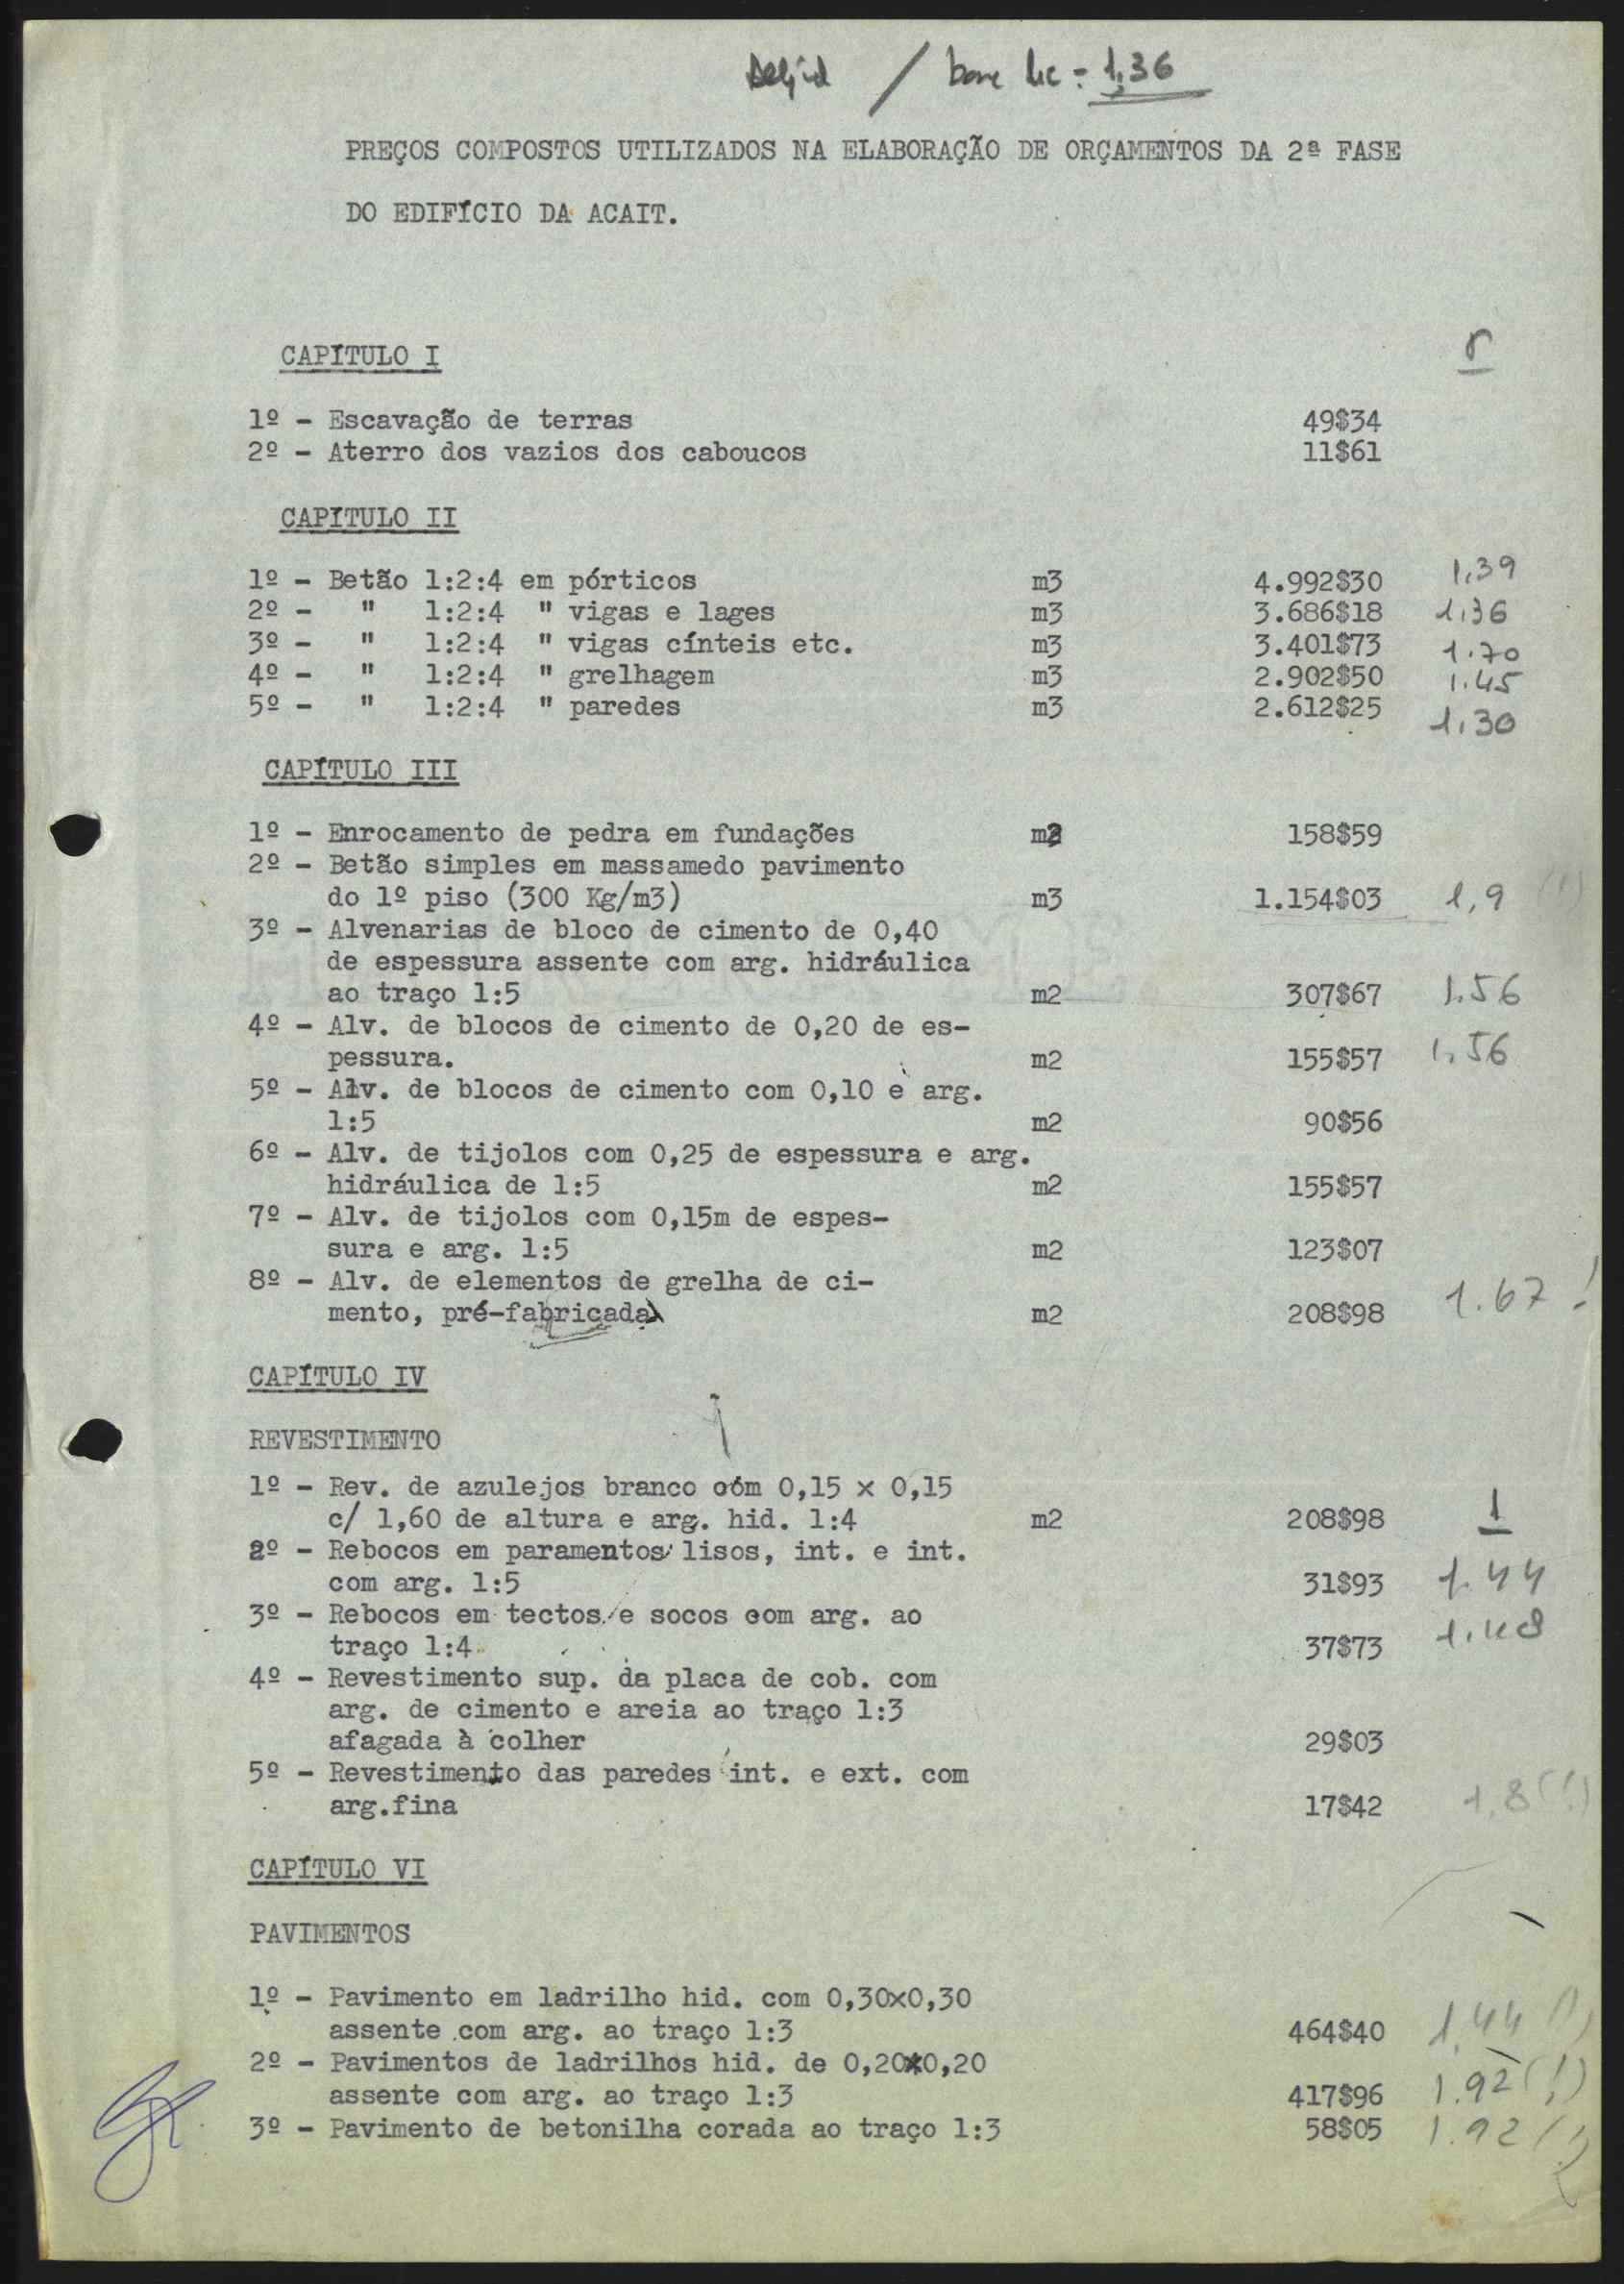 / base lic = 1,36
PREÇOS COMPOSTOS UTILIZADOS NA ELABORAÇÃO DE ORÇAMENTOS DA 2ª FASE
DO EDIFÍCIO DA ACAIT.
r
CAPÍTULO I
1º - Escavação de terras 49$34
2º - Aterro dos vazios dos caboucos 11$61
CAPÍTULO II
1º - Betão 1:2:4 em pórticos m3 4.992$30 1,39
2º - " 1:2:4 " vigas e lages m3 3.686$18 1,36
3º - " 1:2:4 " vigas cínteis etc. m3 3.401$73 1.70
4º - " 1:2:4 " grelhagem m3 2.902$50 1.45
5º - " 1:2:4 " paredes m3 2.612$25 1,30
CAPÍTULO III
1º - Enrocamento de pedra em fundações m3 158$59
2º - Betão simples em massamedo pavimento
do 1º piso (300 Kg/m3) m3 1.154$03 1,9 (!)
3º - Alvenarias de bloco de cimento de 0,40
de espessura assente com arg. hidráulica
ao traço 1:5 m2 307$67 1.56
4º - Alv. de blocos de cimento de 0,20 de es-
pessura. m2 155$57 1,56
5º - Alv. de blocos de cimento com 0,10 e arg.
1:5 m2 90$56
6º - Alv. de tijolos com 0,25 de espessura e arg.
hidráulica de 1:5 m2 155$57
7º - Alv. de tijolos com 0,15m de espes-
sura e arg. 1:5 m2 123$07
8º - Alv. de elementos de grelha de ci-
mento, pré-fabricada m2 208$98 1.67 !
CAPÍTULO IV
REVESTIMENTO
1º - Rev. de azulejos branco com 0,15 x 0,15
c/ 1,60 de altura e arg. hid. 1:4 m2 208$98 1
2º - Rebocos em paramentos lisos, int. e int.
com arg. 1:5 31$93 1.44
3º - Rebocos em tectos e socos com arg. ao
traço 1:4 37$73 1.48
4º - Revestimento sup. da placa de cob. com
arg. de cimento e areia ao traço 1:3
afagada à colher 29$03
5º - Revestimento das paredes int. e ext. com
arg.fina 17$42 1,8 (!)
CAPÍTULO VI
PAVIMENTOS
1º - Pavimento em ladrilho hid. com 0,30x0,30
assente com arg. ao traço 1:3 464$40 1.44 (!)
2º - Pavimentos de ladrilhos hid. de 0,20x0,20
assente com arg. ao traço 1:3 417$96 1.92 (!)
3º - Pavimento de betonilha corada ao traço 1:3 58$05 1.92 (!)